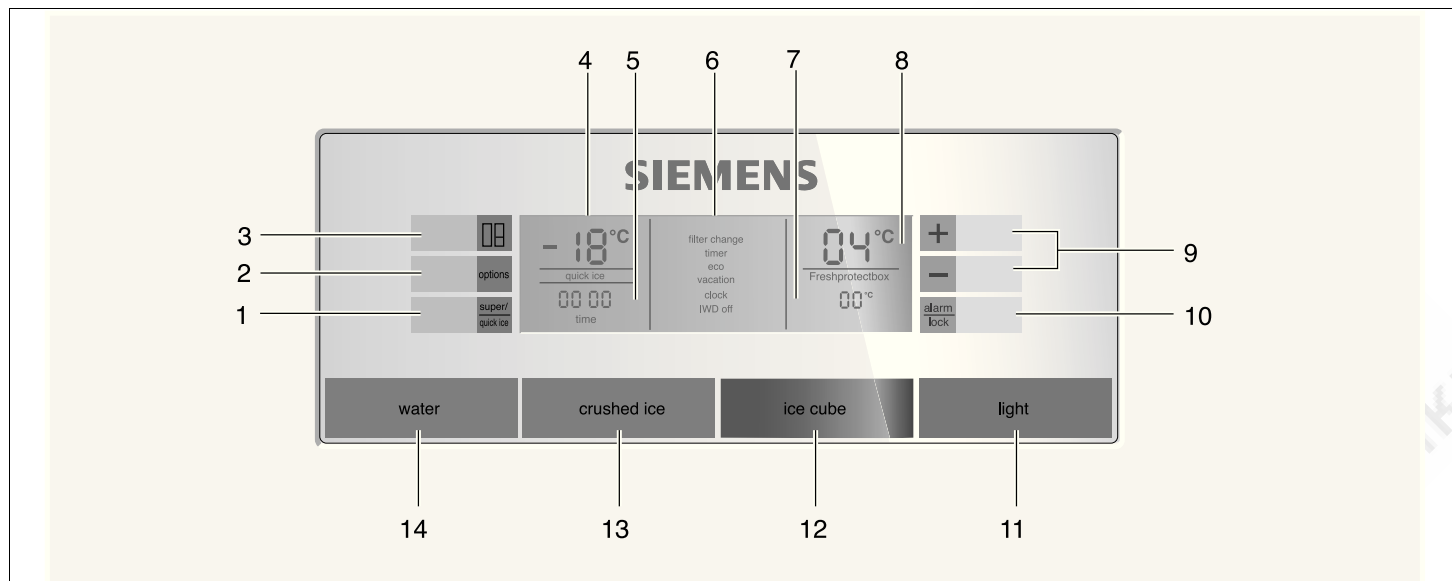 4 5 6 7 8
SIEMENS
3
-18°C
filter change
04°C
+
timer
2
options
eco
9
quick ice
vacation
Freshprotectbox
−
1
super/
quick ice
00 00
time
clock
IWD off
00°C
alarm
lock
10
water crushed ice ice cube light
14 13 12 11